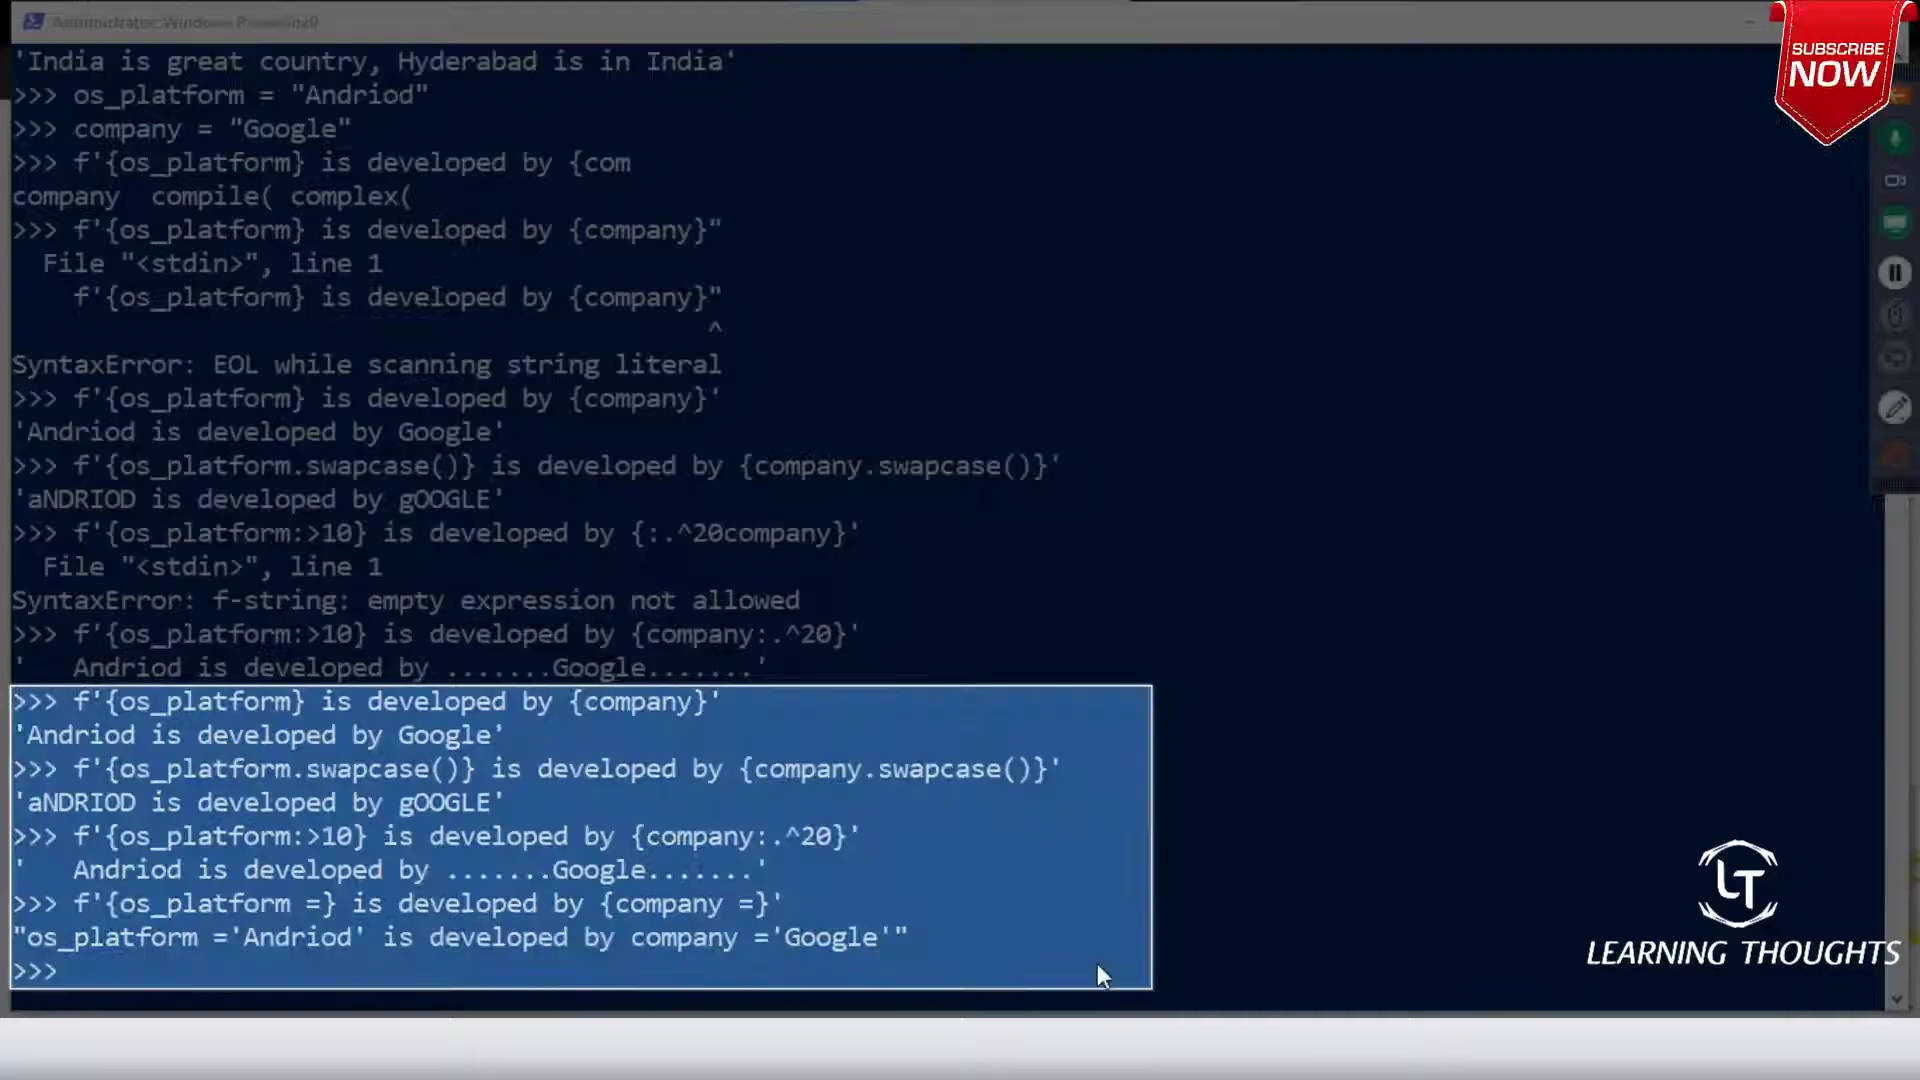 Administrator: Windows PowerShell
'India is great country, Hyderabad is in India'
>>> os_platform = "Andriod"
>>> company = "Google"
>>> f'{os_platform} is developed by {com
company  compile( complex(
>>> f'{os_platform} is developed by {company}"
  File "<stdin>", line 1
    f'{os_platform} is developed by {company}"
                                             ^
SyntaxError: EOL while scanning string literal
>>> f'{os_platform} is developed by {company}'
'Andriod is developed by Google'
>>> f'{os_platform.swapcase()} is developed by {company.swapcase()}'
'aNDRIOD is developed by gOOGLE'
>>> f'{os_platform:>10} is developed by {:.^20company}'
  File "<stdin>", line 1
SyntaxError: f-string: empty expression not allowed
>>> f'{os_platform:>10} is developed by {company:.^20}'
'   Andriod is developed by .......Google.......'
>>> f'{os_platform} is developed by {company}'
'Andriod is developed by Google'
>>> f'{os_platform.swapcase()} is developed by {company.swapcase()}'
'aNDRIOD is developed by gOOGLE'
>>> f'{os_platform:>10} is developed by {company:.^20}'
'   Andriod is developed by .......Google.......'
>>> f'{os_platform =} is developed by {company =}'
"os_platform ='Andriod' is developed by company ='Google'"
>>>
SUBSCRIBE
NOW
LT
LEARNING THOUGHTS